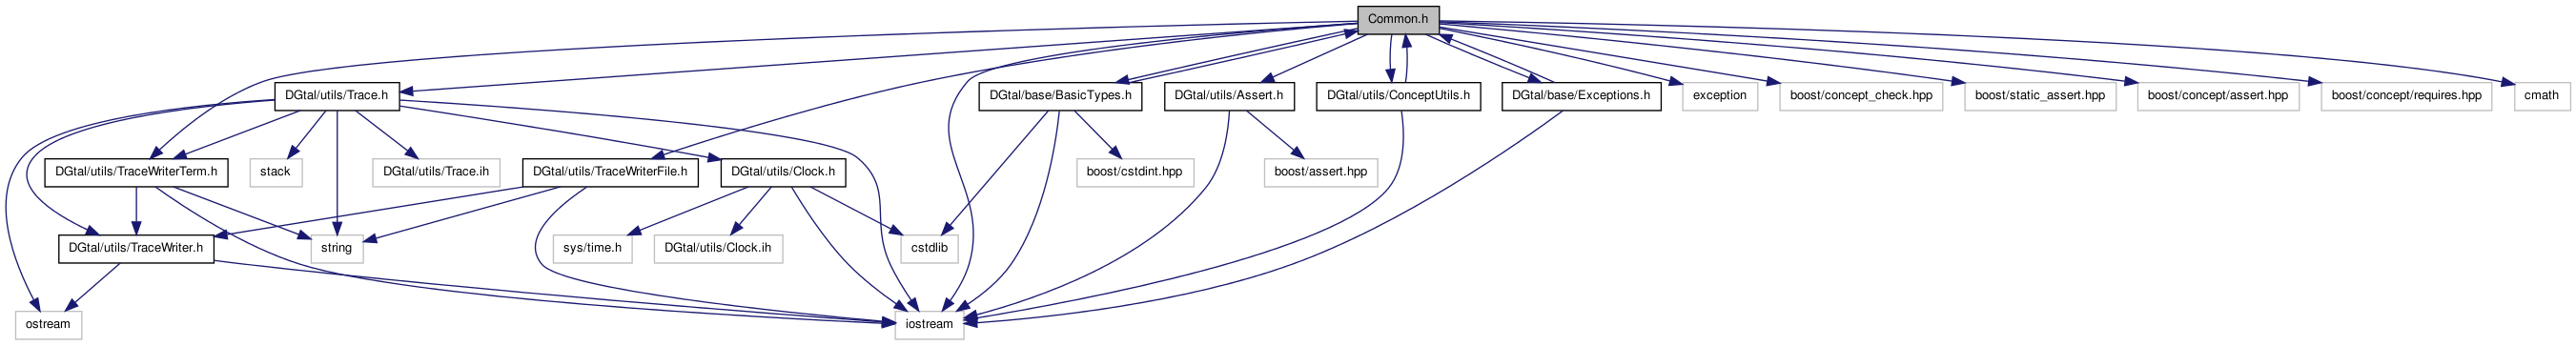 Common.h
DGtal/utils/Trace.h
DGtal/base/BasicTypes.h
DGtal/utils/Assert.h
DGtal/utils/ConceptUtils.h
DGtal/base/Exceptions.h
exception
boost/concept_check.hpp
boost/static_assert.hpp
boost/concept/assert.hpp
boost/concept/requires.hpp
cmath
DGtal/utils/TraceWriterTerm.h
stack
DGtal/utils/Trace.ih
DGtal/utils/TraceWriterFile.h
DGtal/utils/Clock.h
boost/cstdint.hpp
boost/assert.hpp
DGtal/utils/TraceWriter.h
string
sys/time.h
DGtal/utils/Clock.ih
cstdlib
ostream
iostream